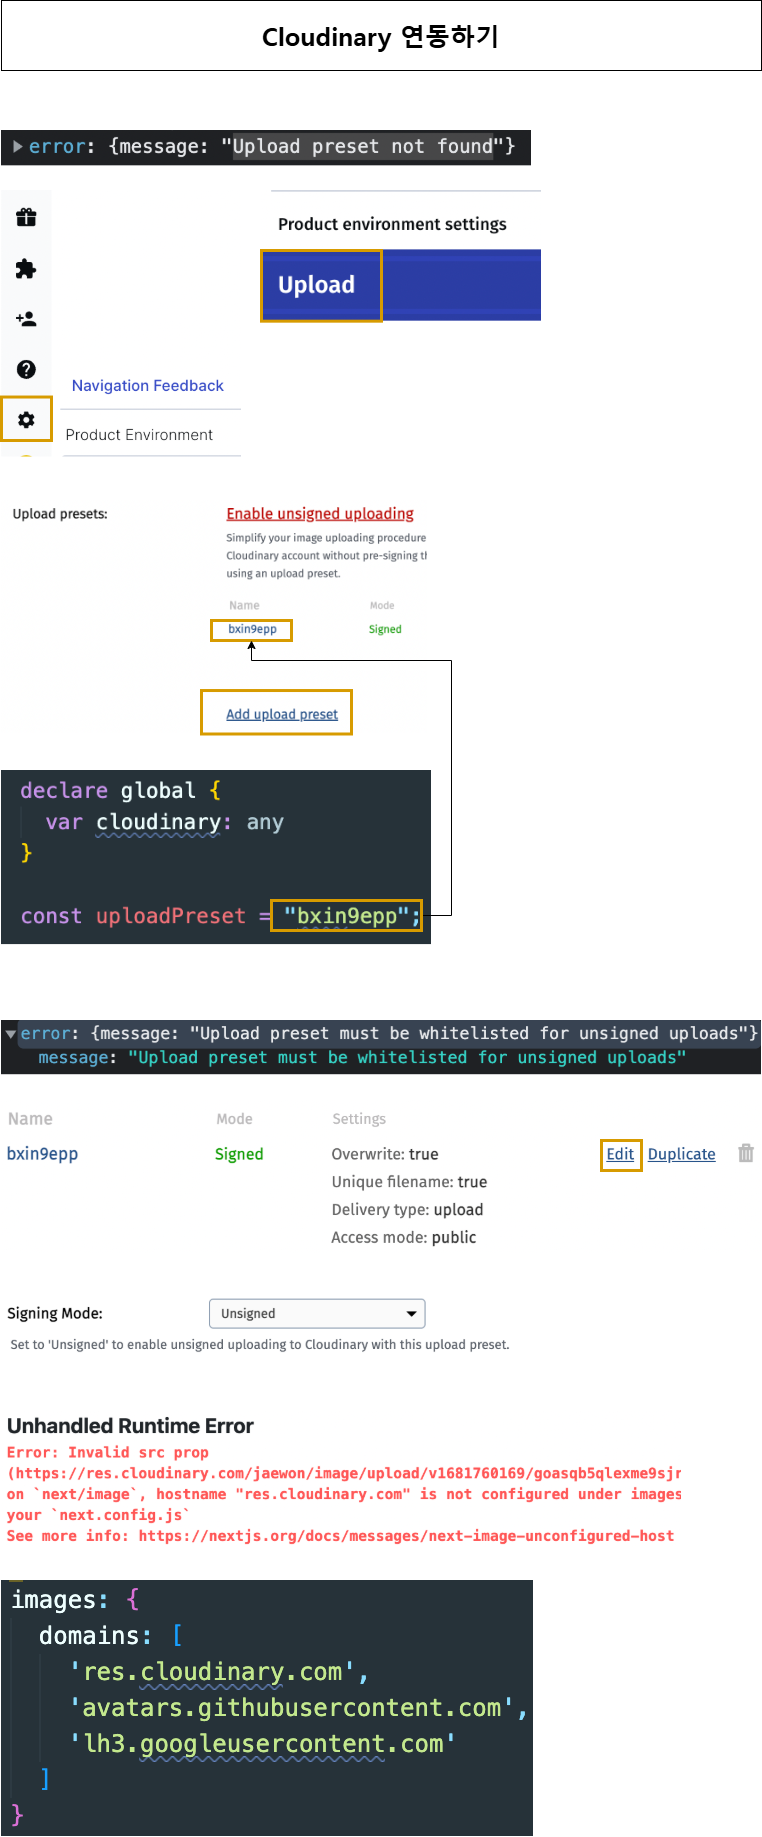 Cloudinary 연동하기
error: {message: "Upload preset not found"}
Product environment settings
Upload
Navigation Feedback
Product Environment
Upload presets:
Enable unsigned uploading
Simplify your image uploading procedure
Cloudinary account without pre-signing th
using an upload preset.
Name Mode
bxin9epp Signed
Add upload preset
declare global {
var cloudinary: any
}
const uploadPreset = "bxin9epp";
error: {message: "Upload preset must be whitelisted for unsigned uploads"}
message: "Upload preset must be whitelisted for unsigned uploads"
Name Mode Settings
bxin9epp Signed Overwrite: true Edit Duplicate
Unique filename: true
Delivery type: upload
Access mode: public
Signing Mode: Unsigned
Set to 'Unsigned' to enable unsigned uploading to Cloudinary with this upload preset.
Unhandled Runtime Error
Error: Invalid src prop
(https://res.cloudinary.com/jaewon/image/upload/v1681760169/goasqb5qlexme9sjr
on `next/image`, hostname "res.cloudinary.com" is not configured under images
your `next.config.js`
See more info: https://nextjs.org/docs/messages/next-image-unconfigured-host
images: {
domains: [
'res.cloudinary.com',
'avatars.githubusercontent.com',
'lh3.googleusercontent.com'
]
}